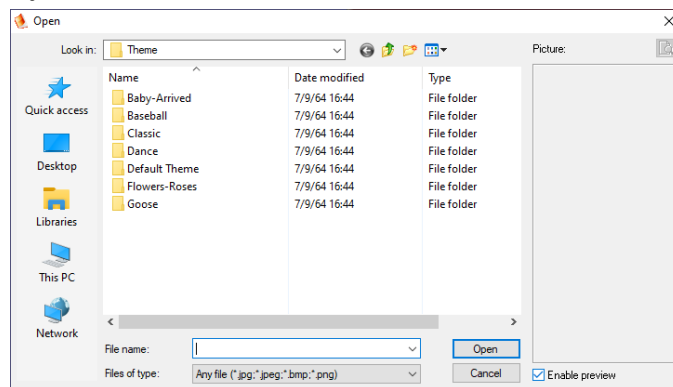 Open
Look in: Theme
Picture:
Name Date modified Type
Baby-Arrived 7/9/64 16:44 File folder
Baseball 7/9/64 16:44 File folder
Classic 7/9/64 16:44 File folder
Dance 7/9/64 16:44 File folder
Default Theme 7/9/64 16:44 File folder
Flowers-Roses 7/9/64 16:44 File folder
Goose 7/9/64 16:44 File folder
Quick access
Desktop
Libraries
This PC
Network
File name: Open
Files of type: Any file (*.jpg;*.jpeg;*.bmp;*.png) Cancel
Enable preview